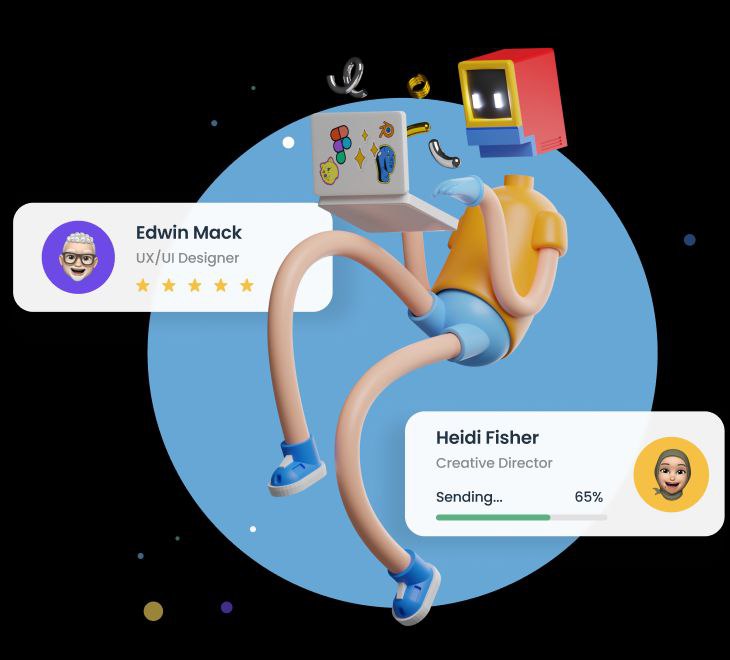 Edwin Mack
UX/UI Designer
Heidi Fisher
Creative Director
Sending... 65%